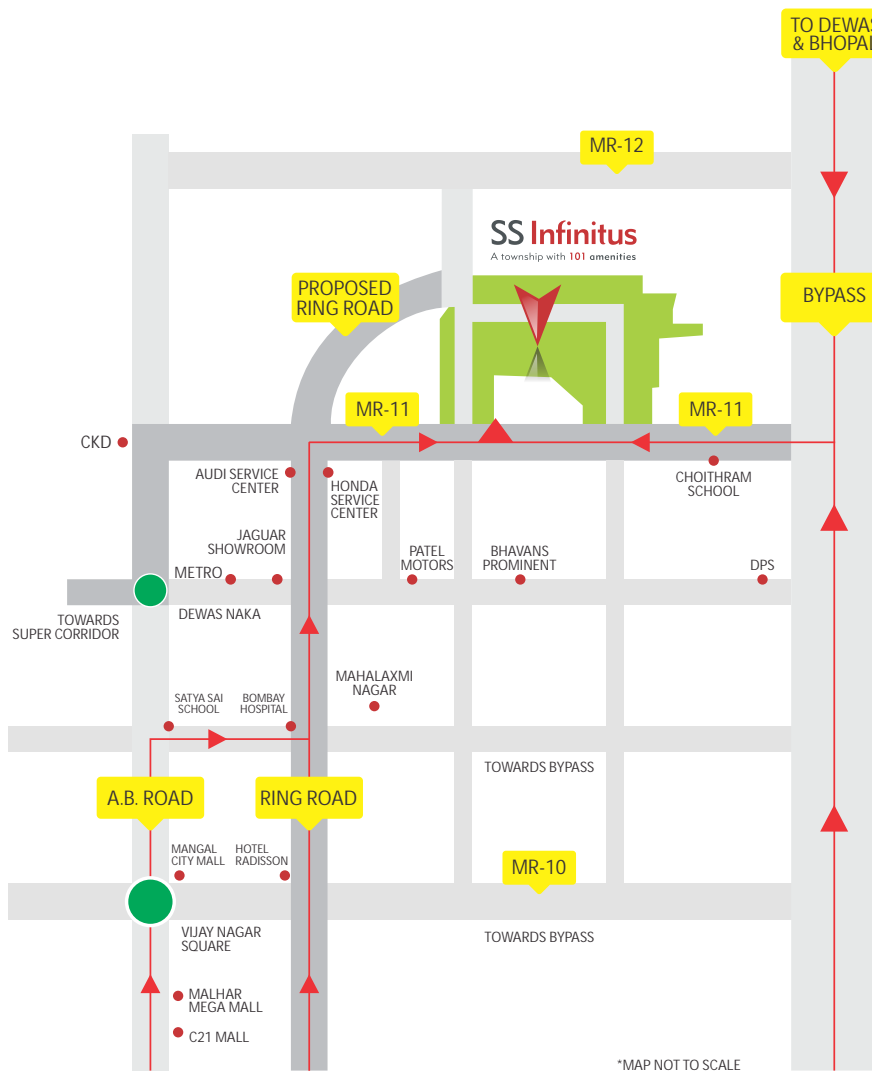 TO DEWAS
& BHOPAL
MR-12
SS Infinitus
A township with 101 amenities
PROPOSED
RING ROAD
BYPASS
MR-11
MR-11
CKD
AUDI SERVICE
CENTER
HONDA
SERVICE
CENTER
CHOITHRAM
SCHOOL
JAGUAR
SHOWROOM
METRO
PATEL
MOTORS
BHAVANS
PROMINENT
DPS
DEWAS NAKA
TOWARDS
SUPER CORRIDOR
MAHALAXMI
NAGAR
SATYA SAI
SCHOOL
BOMBAY
HOSPITAL
TOWARDS BYPASS
A.B. ROAD
RING ROAD
MANGAL
CITY MALL
HOTEL
RADISSON
MR-10
VIJAY NAGAR
SQUARE
TOWARDS BYPASS
MALHAR
MEGA MALL
C21 MALL
*MAP NOT TO SCALE